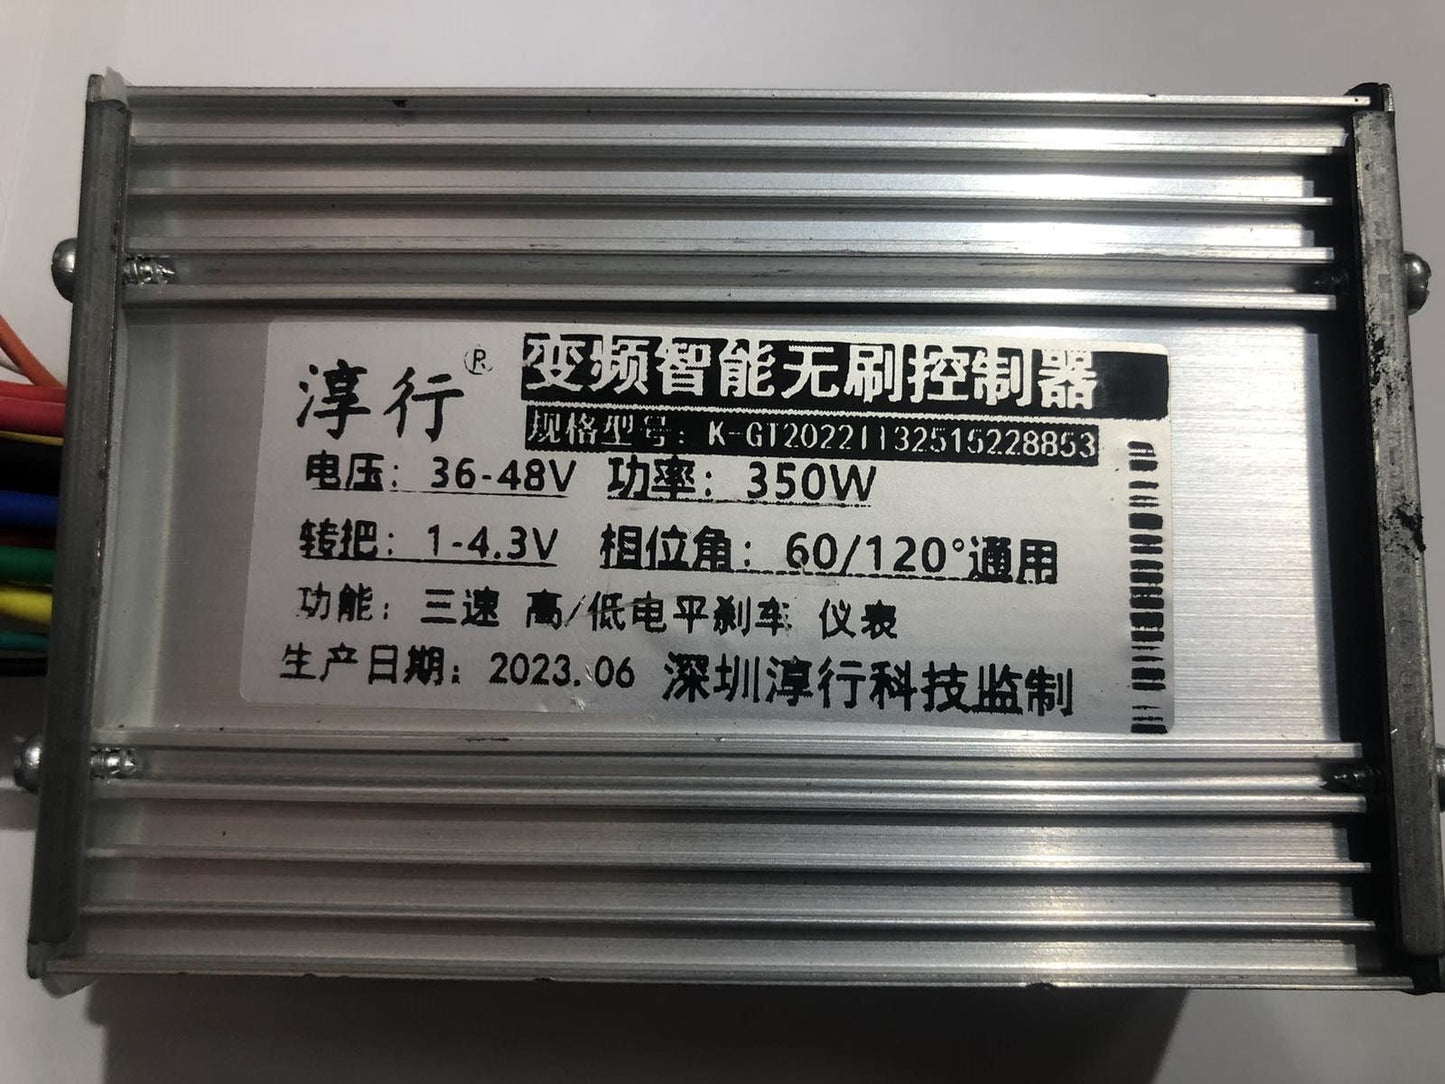 淳行® 变频智能无刷控制器
规格型号：K-GT20221132515228853
电压：36-48V 功率：350W
转把：1-4.3V 相位角：60/120°通用
功能：三速 高/低电平刹车 仪表
生产日期：2023.06 深圳淳行科技监制